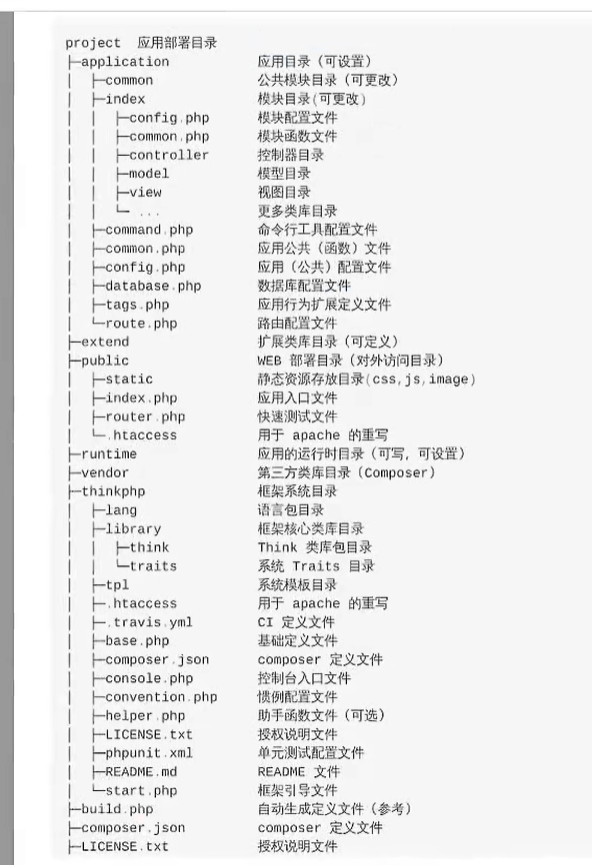 project  应用部署目录
├─application           应用目录（可设置）
│  ├─common             公共模块目录（可更改）
│  ├─index              模块目录(可更改)
│  │  ├─config.php      模块配置文件
│  │  ├─common.php      模块函数文件
│  │  ├─controller      控制器目录
│  │  ├─model           模型目录
│  │  ├─view            视图目录
│  │  └─ ...            更多类库目录
│  ├─command.php        命令行工具配置文件
│  ├─common.php         应用公共（函数）文件
│  ├─config.php         应用（公共）配置文件
│  ├─database.php       数据库配置文件
│  ├─tags.php           应用行为扩展定义文件
│  └─route.php          路由配置文件
├─extend                扩展类库目录（可定义）
├─public                WEB 部署目录（对外访问目录）
│  ├─static             静态资源存放目录(css,js,image)
│  ├─index.php          应用入口文件
│  ├─router.php         快速测试文件
│  └─.htaccess          用于 apache 的重写
├─runtime               应用的运行时目录（可写，可设置）
├─vendor                第三方类库目录（Composer）
├─thinkphp              框架系统目录
│  ├─lang               语言包目录
│  ├─library            框架核心类库目录
│  │  ├─think           Think 类库包目录
│  │  └─traits          系统 Traits 目录
│  ├─tpl                系统模板目录
│  ├─.htaccess          用于 apache 的重写
│  ├─.travis.yml        CI 定义文件
│  ├─base.php           基础定义文件
│  ├─composer.json      composer 定义文件
│  ├─console.php        控制台入口文件
│  ├─convention.php     惯例配置文件
│  ├─helper.php         助手函数文件（可选）
│  ├─LICENSE.txt        授权说明文件
│  ├─phpunit.xml        单元测试配置文件
│  ├─README.md          README 文件
│  └─start.php          框架引导文件
├─build.php             自动生成定义文件（参考）
├─composer.json         composer 定义文件
├─LICENSE.txt           授权说明文件